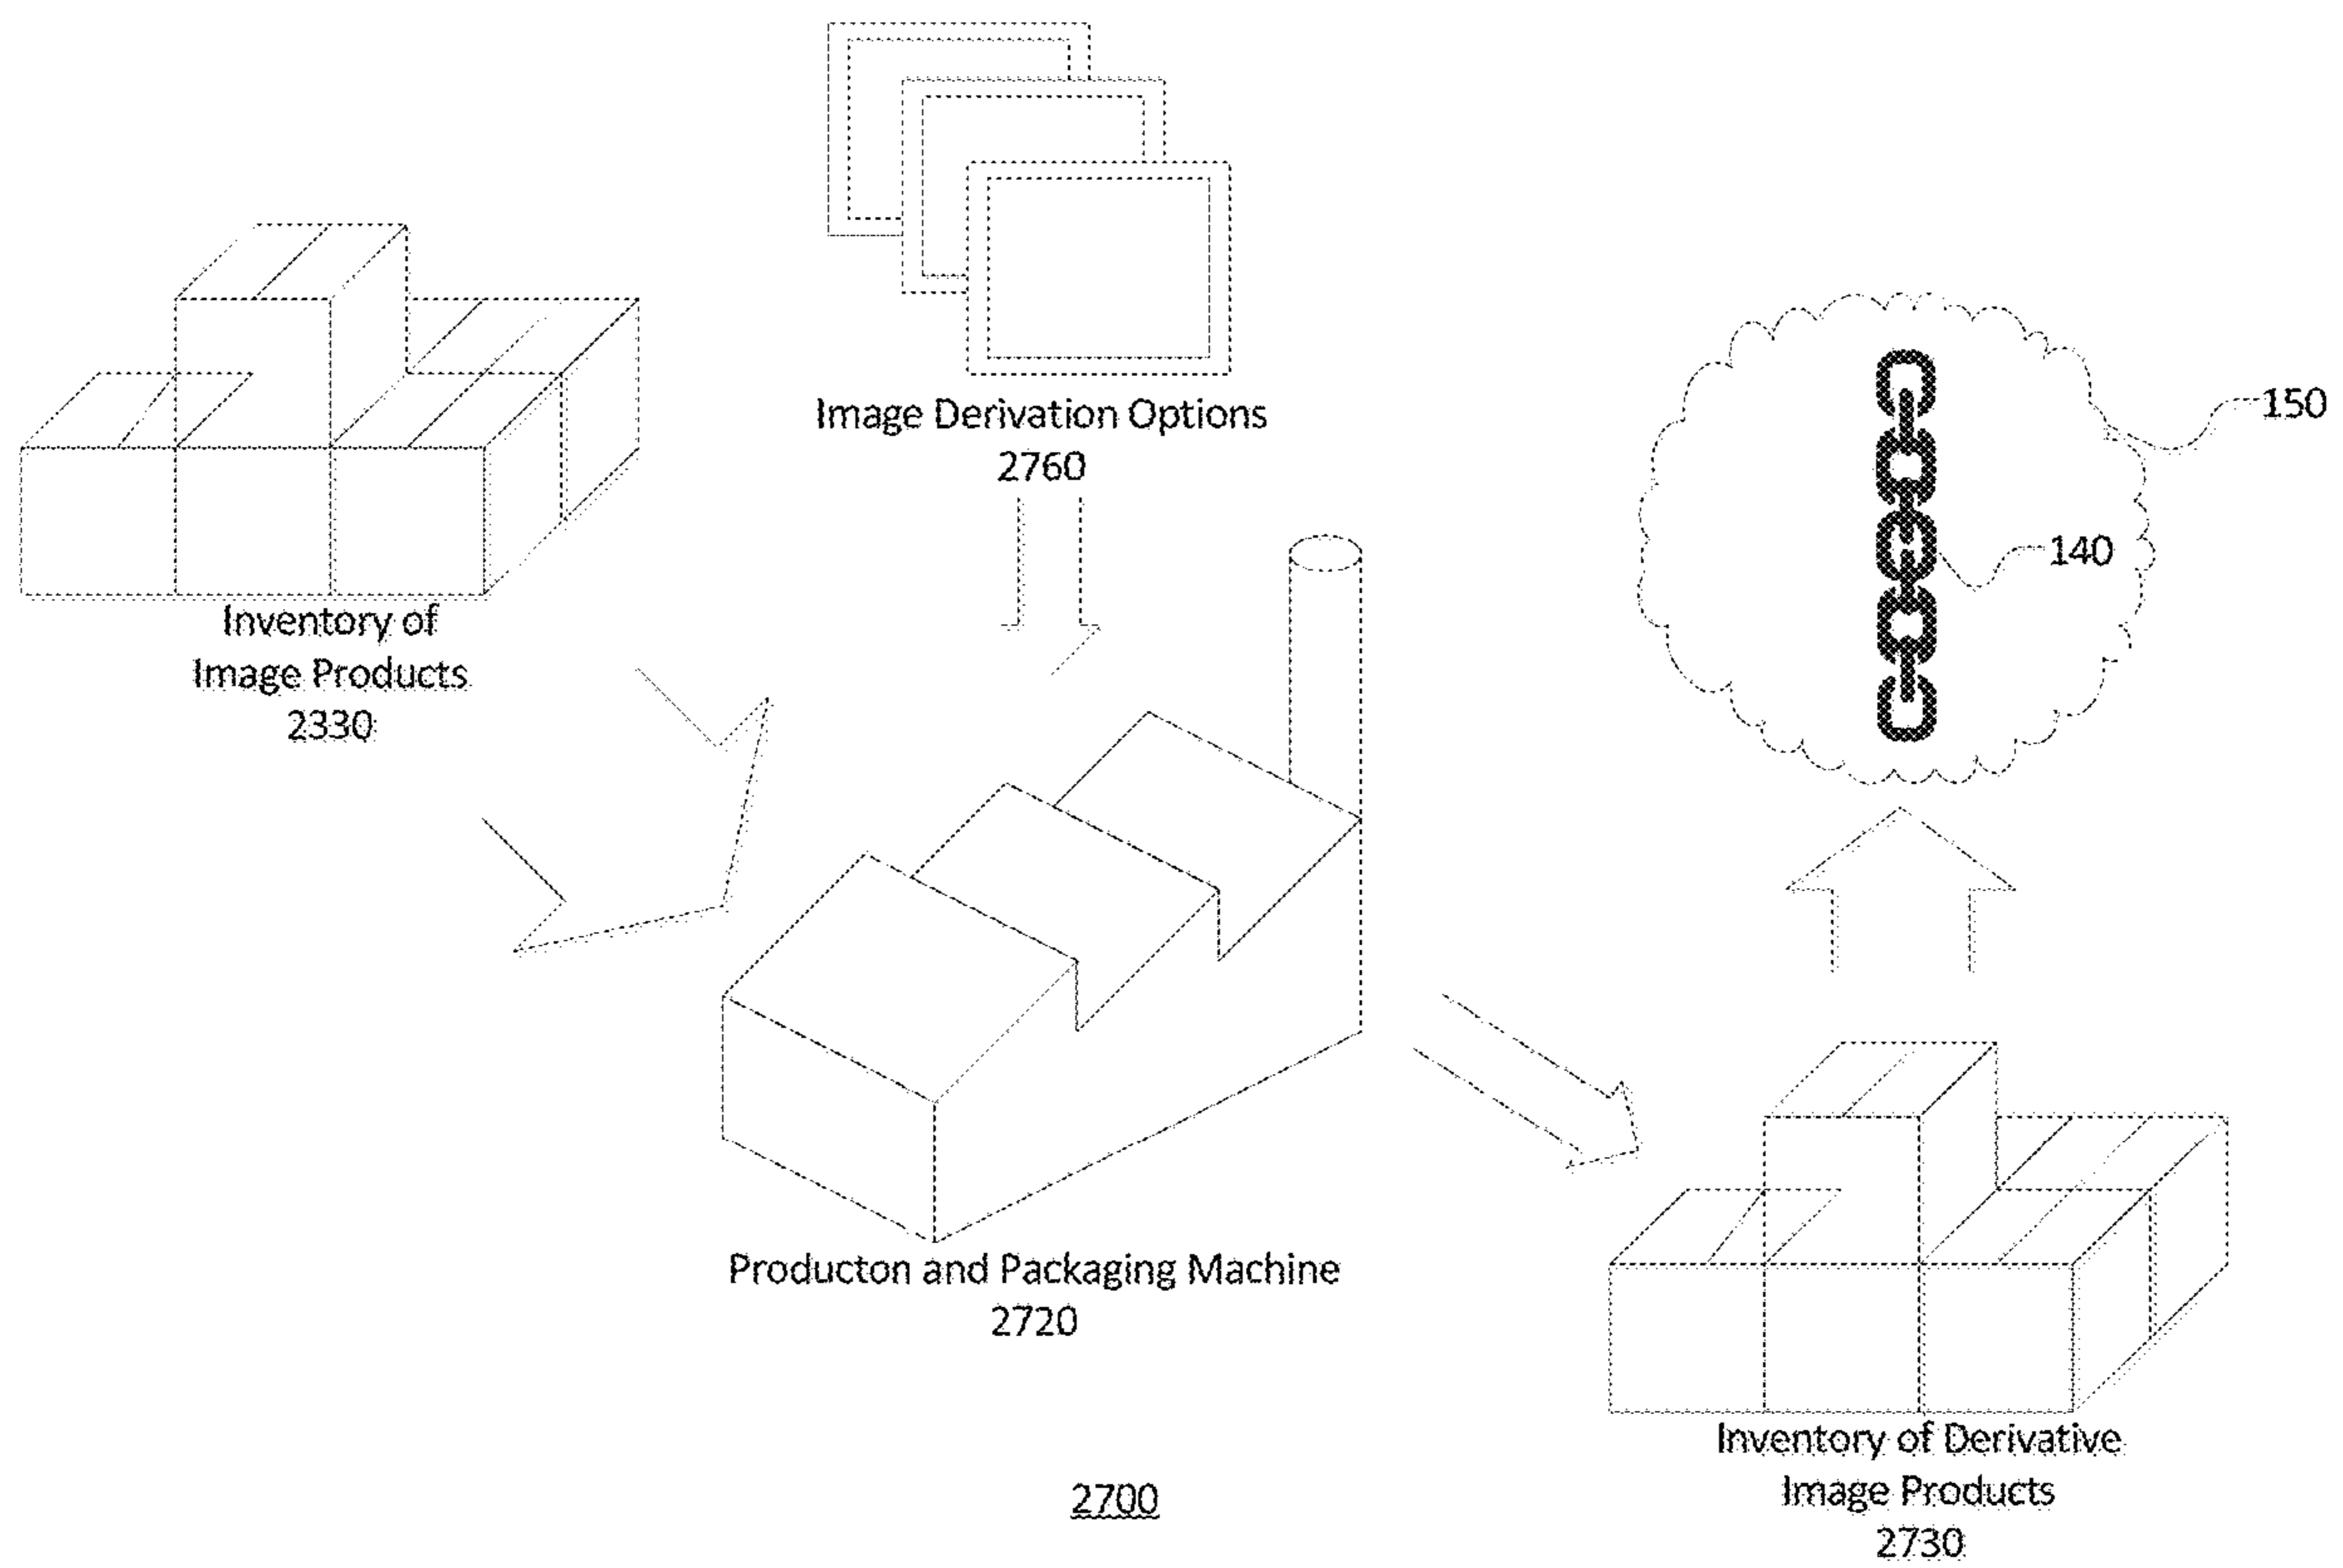 Image Derivation Options
2760
150
140
Inventory of
Image Products
2330
Producton and Packaging Machine
2720
Inventory of Derivative
Image Products
2730
2700